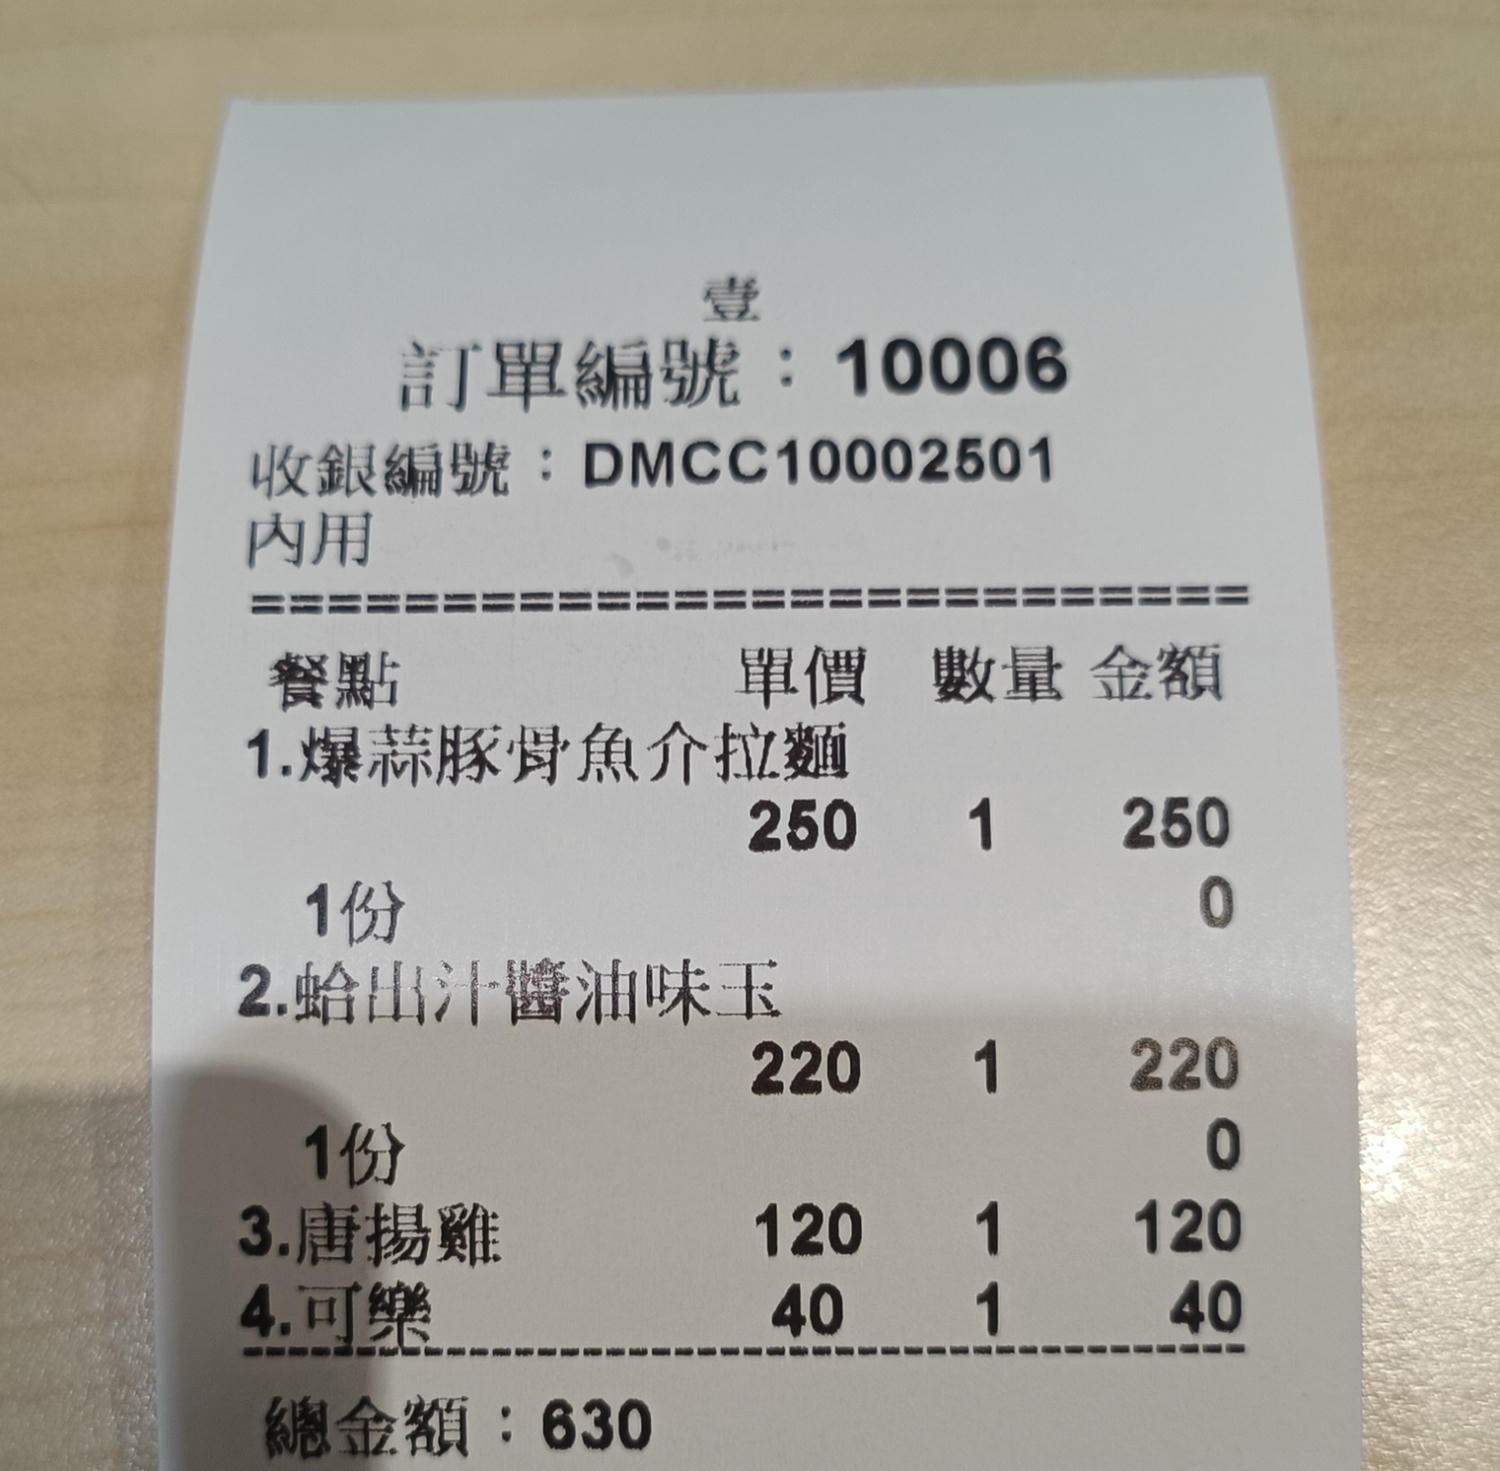 壹
訂單編號：10006
收銀編號：DMCC10002501
內用
==========================
餐點 單價 數量 金額
1.爆蒜豚骨魚介拉麵
250 1 250
1份 0
2.蛤出汁醬油味玉
220 1 220
1份 0
3.唐揚雞 120 1 120
4.可樂 40 1 40
----------------------------------------
總金額：630